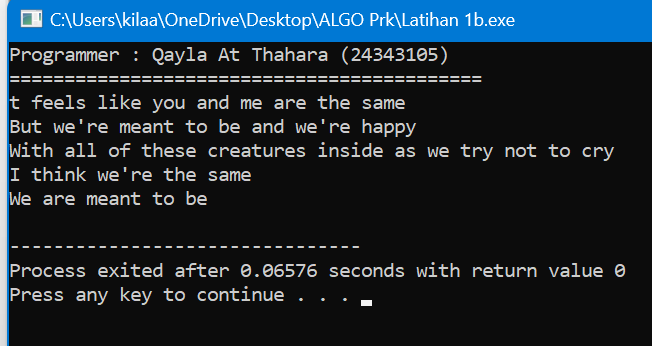 C:\Users\kilaa\OneDrive\Desktop\ALGO Prk\Latihan 1b.exe
Programmer : Qayla At Thahara (24343105)
===========================================
t feels like you and me are the same
But we're meant to be and we're happy
With all of these creatures inside as we try not to cry
I think we're the same
We are meant to be
--------------------------------
Process exited after 0.06576 seconds with return value 0
Press any key to continue . . .